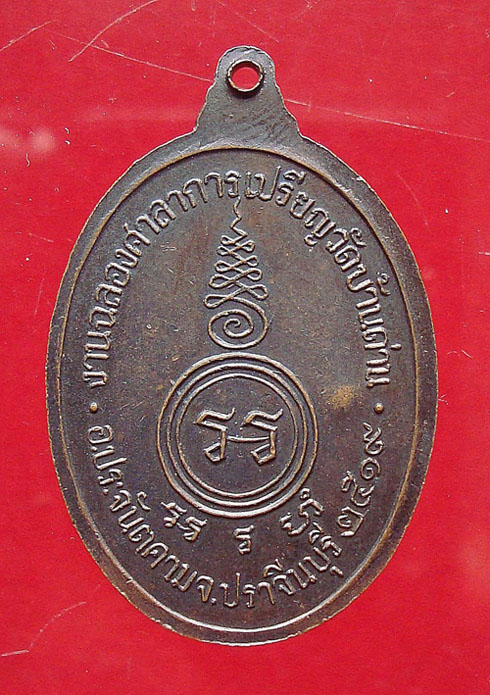 งานฉลองศาลาการเปรียญวัดบ้านด่าน
อ.ประจันตคาม จ.ปราจีนบุรี ๒๕๑๙